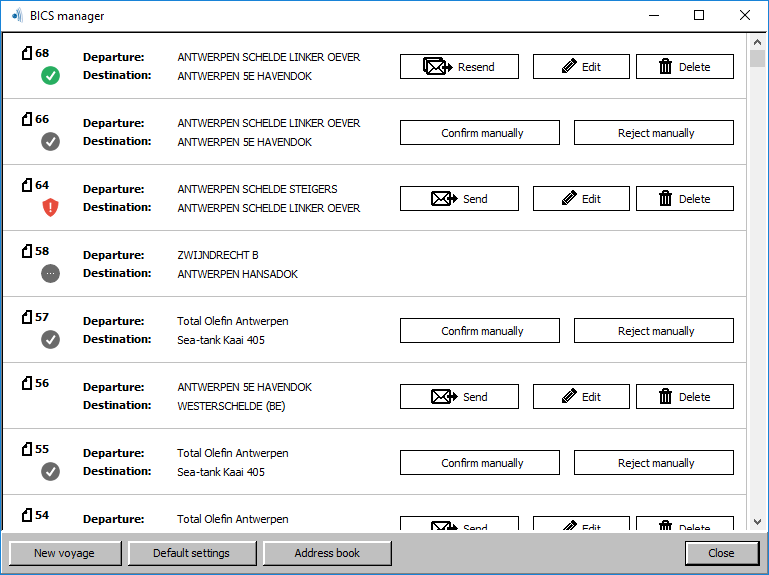 BICS manager
68 Departure: ANTWERPEN SCHELDE LINKER OEVER
Destination: ANTWERPEN 5E HAVENDOK
Resend Edit Delete
66 Departure: ANTWERPEN SCHELDE LINKER OEVER
Destination: ANTWERPEN 5E HAVENDOK
Confirm manually Reject manually
64 Departure: ANTWERPEN SCHELDE STEIGERS
Destination: ANTWERPEN SCHELDE LINKER OEVER
Send Edit Delete
58 Departure: ZWIJNDRECHT B
Destination: ANTWERPEN HANSADOK
57 Departure: Total Olefin Antwerpen
Destination: Sea-tank Kaai 405
Confirm manually Reject manually
56 Departure: ANTWERPEN 5E HAVENDOK
Destination: WESTERSCHELDE (BE)
Send Edit Delete
55 Departure: Total Olefin Antwerpen
Destination: Sea-tank Kaai 405
Confirm manually Reject manually
54 Departure: Total Olefin Antwerpen
Send Edit Delete
New voyage Default settings Address book Close